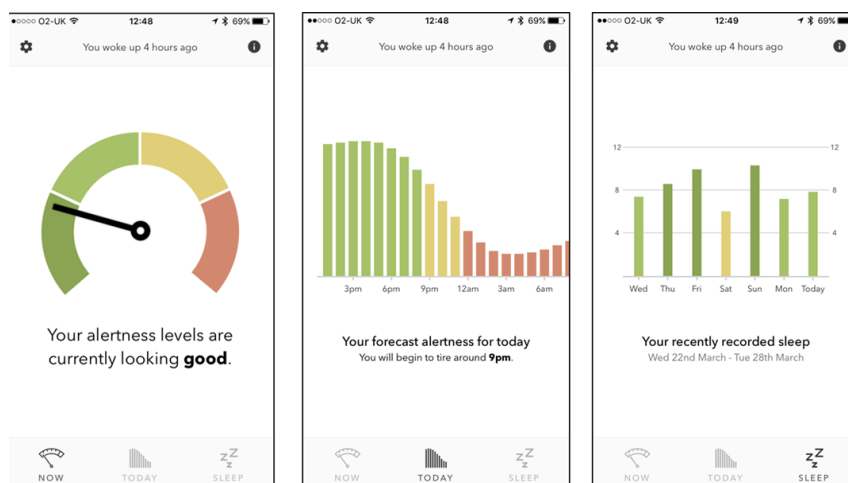 ●●○○○ O2-UK 12:48 69%
You woke up 4 hours ago
Your alertness levels are
currently looking good.
NOW TODAY SLEEP
●●○○○ O2-UK 12:48 69%
You woke up 4 hours ago
3pm 6pm 9pm 12am 3am 6am
Your forecast alertness for today
You will begin to tire around 9pm.
NOW TODAY SLEEP
●●○○○ O2-UK 12:49 69%
You woke up 4 hours ago
12 12
8 8
4 4
Wed Thu Fri Sat Sun Mon Today
Your recently recorded sleep
Wed 22nd March - Tue 28th March
zZz
NOW TODAY SLEEP